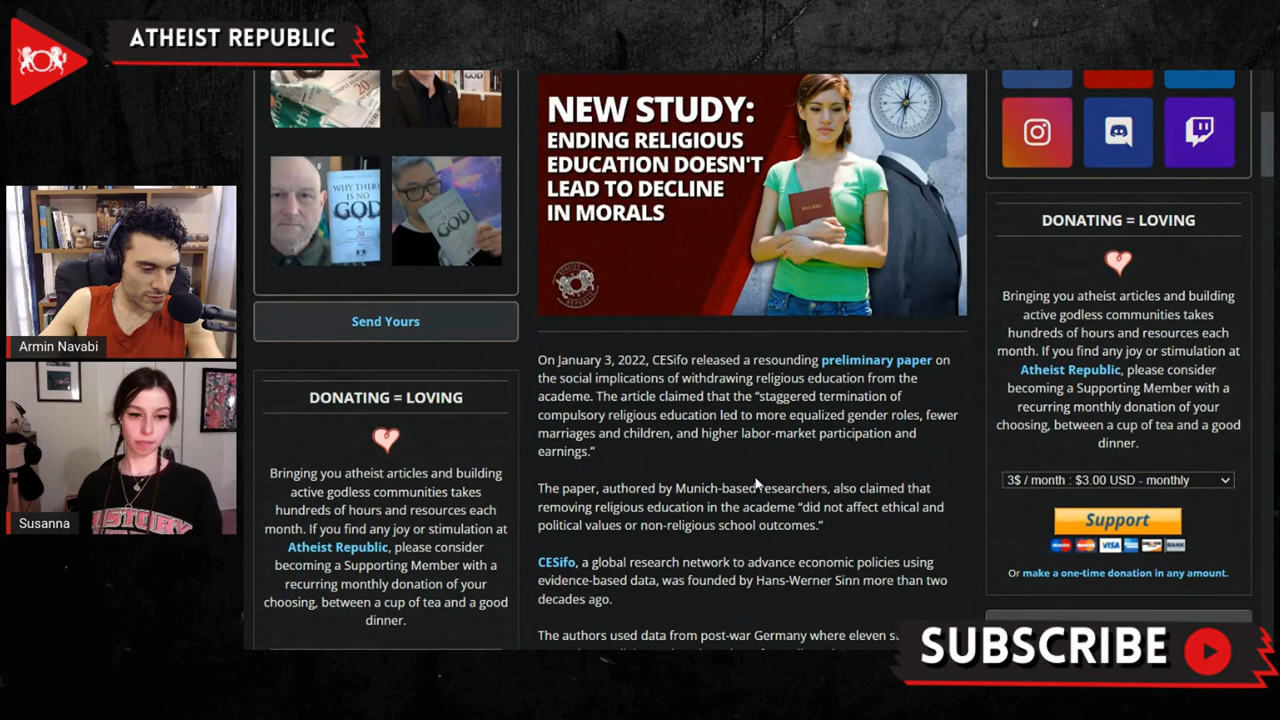 ATHEIST REPUBLIC
WHY THERE
IS NO
GOD
20
Send Yours
DONATING = LOVING
Bringing you atheist articles and building
active godless communities takes
hundreds of hours and resources each
month. If you find any joy or stimulation at
Atheist Republic, please consider
becoming a Supporting Member with a
recurring monthly donation of your
choosing, between a cup of tea and a good
dinner.
NEW STUDY:
ENDING RELIGIOUS
EDUCATION DOESN'T
LEAD TO DECLINE
IN MORALS
ATHEIST
REPUBLIC
On January 3, 2022, CESifo released a resounding preliminary paper on
the social implications of withdrawing religious education from the
academe. The article claimed that the “staggered termination of
compulsory religious education led to more equalized gender roles, fewer
marriages and children, and higher labor-market participation and
earnings.”
The paper, authored by Munich-based researchers, also claimed that
removing religious education in the academe “did not affect ethical and
political values or non-religious school outcomes.”
CESifo, a global research network to advance economic policies using
evidence-based data, was founded by Hans-Werner Sinn more than two
decades ago.
The authors used data from post-war Germany where eleven
DONATING = LOVING
Bringing you atheist articles and building
active godless communities takes
hundreds of hours and resources each
month. If you find any joy or stimulation at
Atheist Republic, please consider
becoming a Supporting Member with a
recurring monthly donation of your
choosing, between a cup of tea and a good
dinner.
3$ / month : $3.00 USD - monthly
Support
VISA
BANK
Or make a one-time donation in any amount.
Armin Navabi
Susanna
HISTORY
SUBSCRIBE